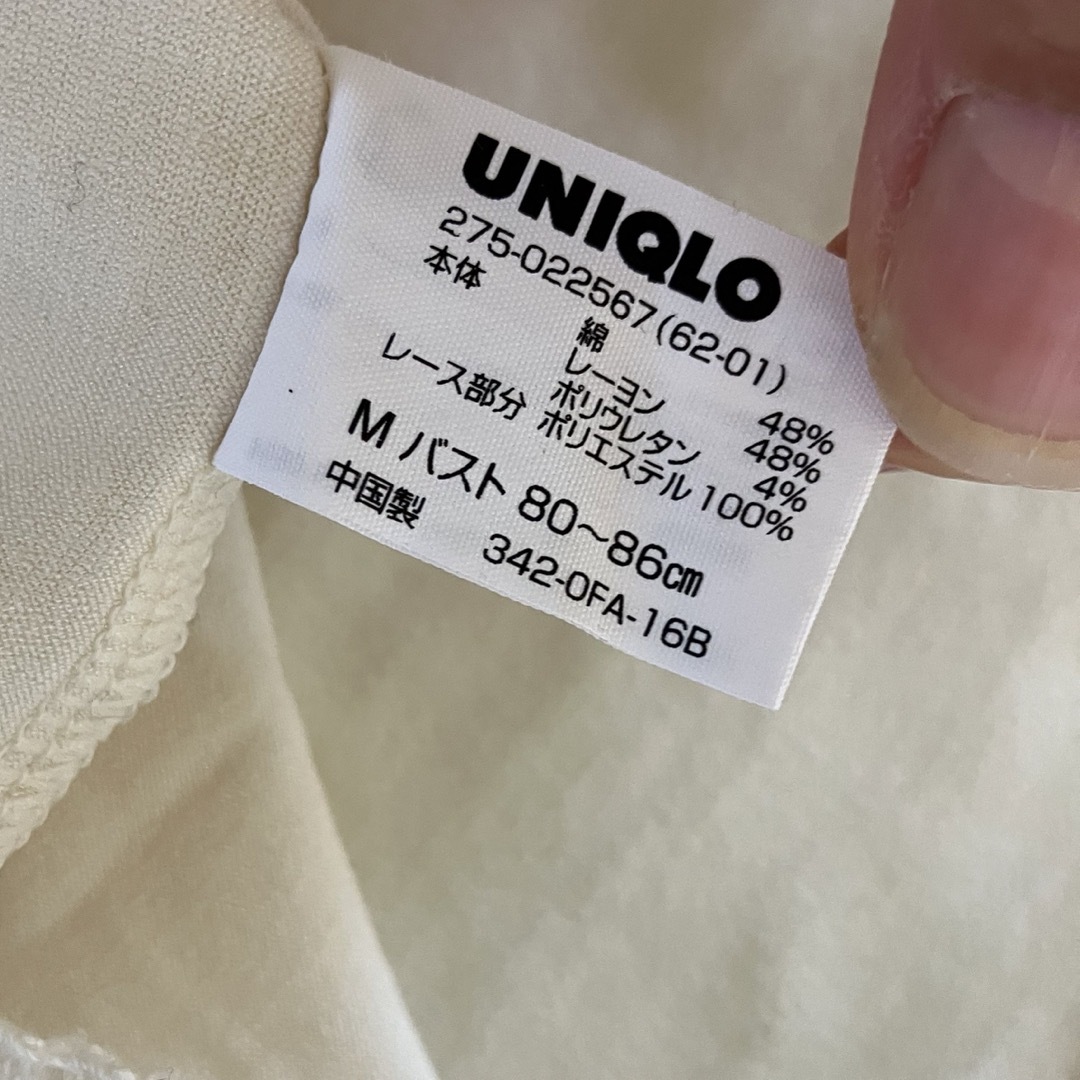 UNIQLO
275-022567(62-01)
本体
綿 48%
レーヨン 48%
ポリウレタン 4%
レース部分 ポリエステル 100%
M バスト 80～86㎝
中国製 342-0FA-16B